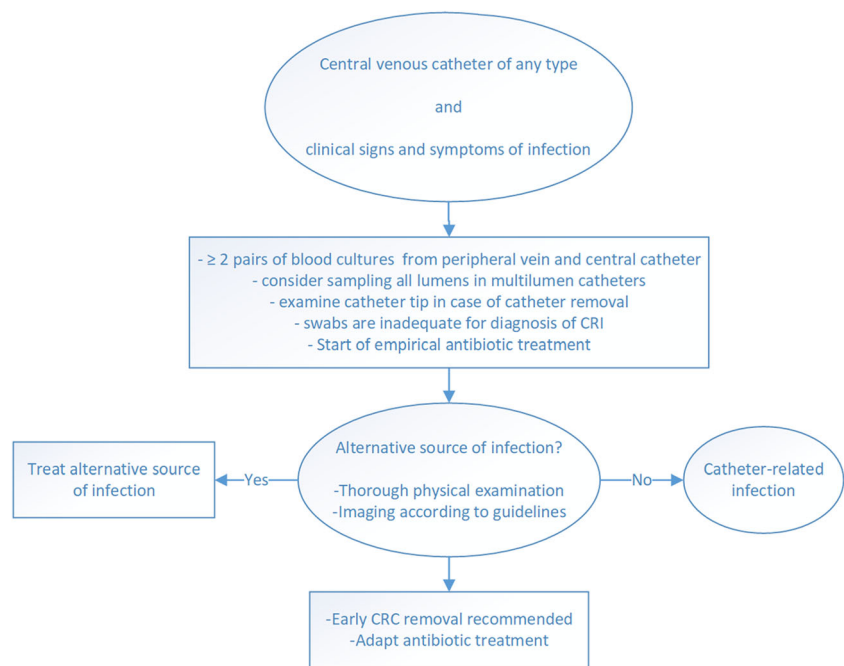 Central venous catheter of any type
and
clinical signs and symptoms of infection
- ≥ 2 pairs of blood cultures from peripheral vein and central catheter
- consider sampling all lumens in multilumen catheters
- examine catheter tip in case of catheter removal
- swabs are inadequate for diagnosis of CRI
- Start of empirical antibiotic treatment
Alternative source of infection?
-Thorough physical examination
-Imaging according to guidelines
Yes
Treat alternative source
of infection
No
Catheter-related
infection
-Early CRC removal recommended
-Adapt antibiotic treatment